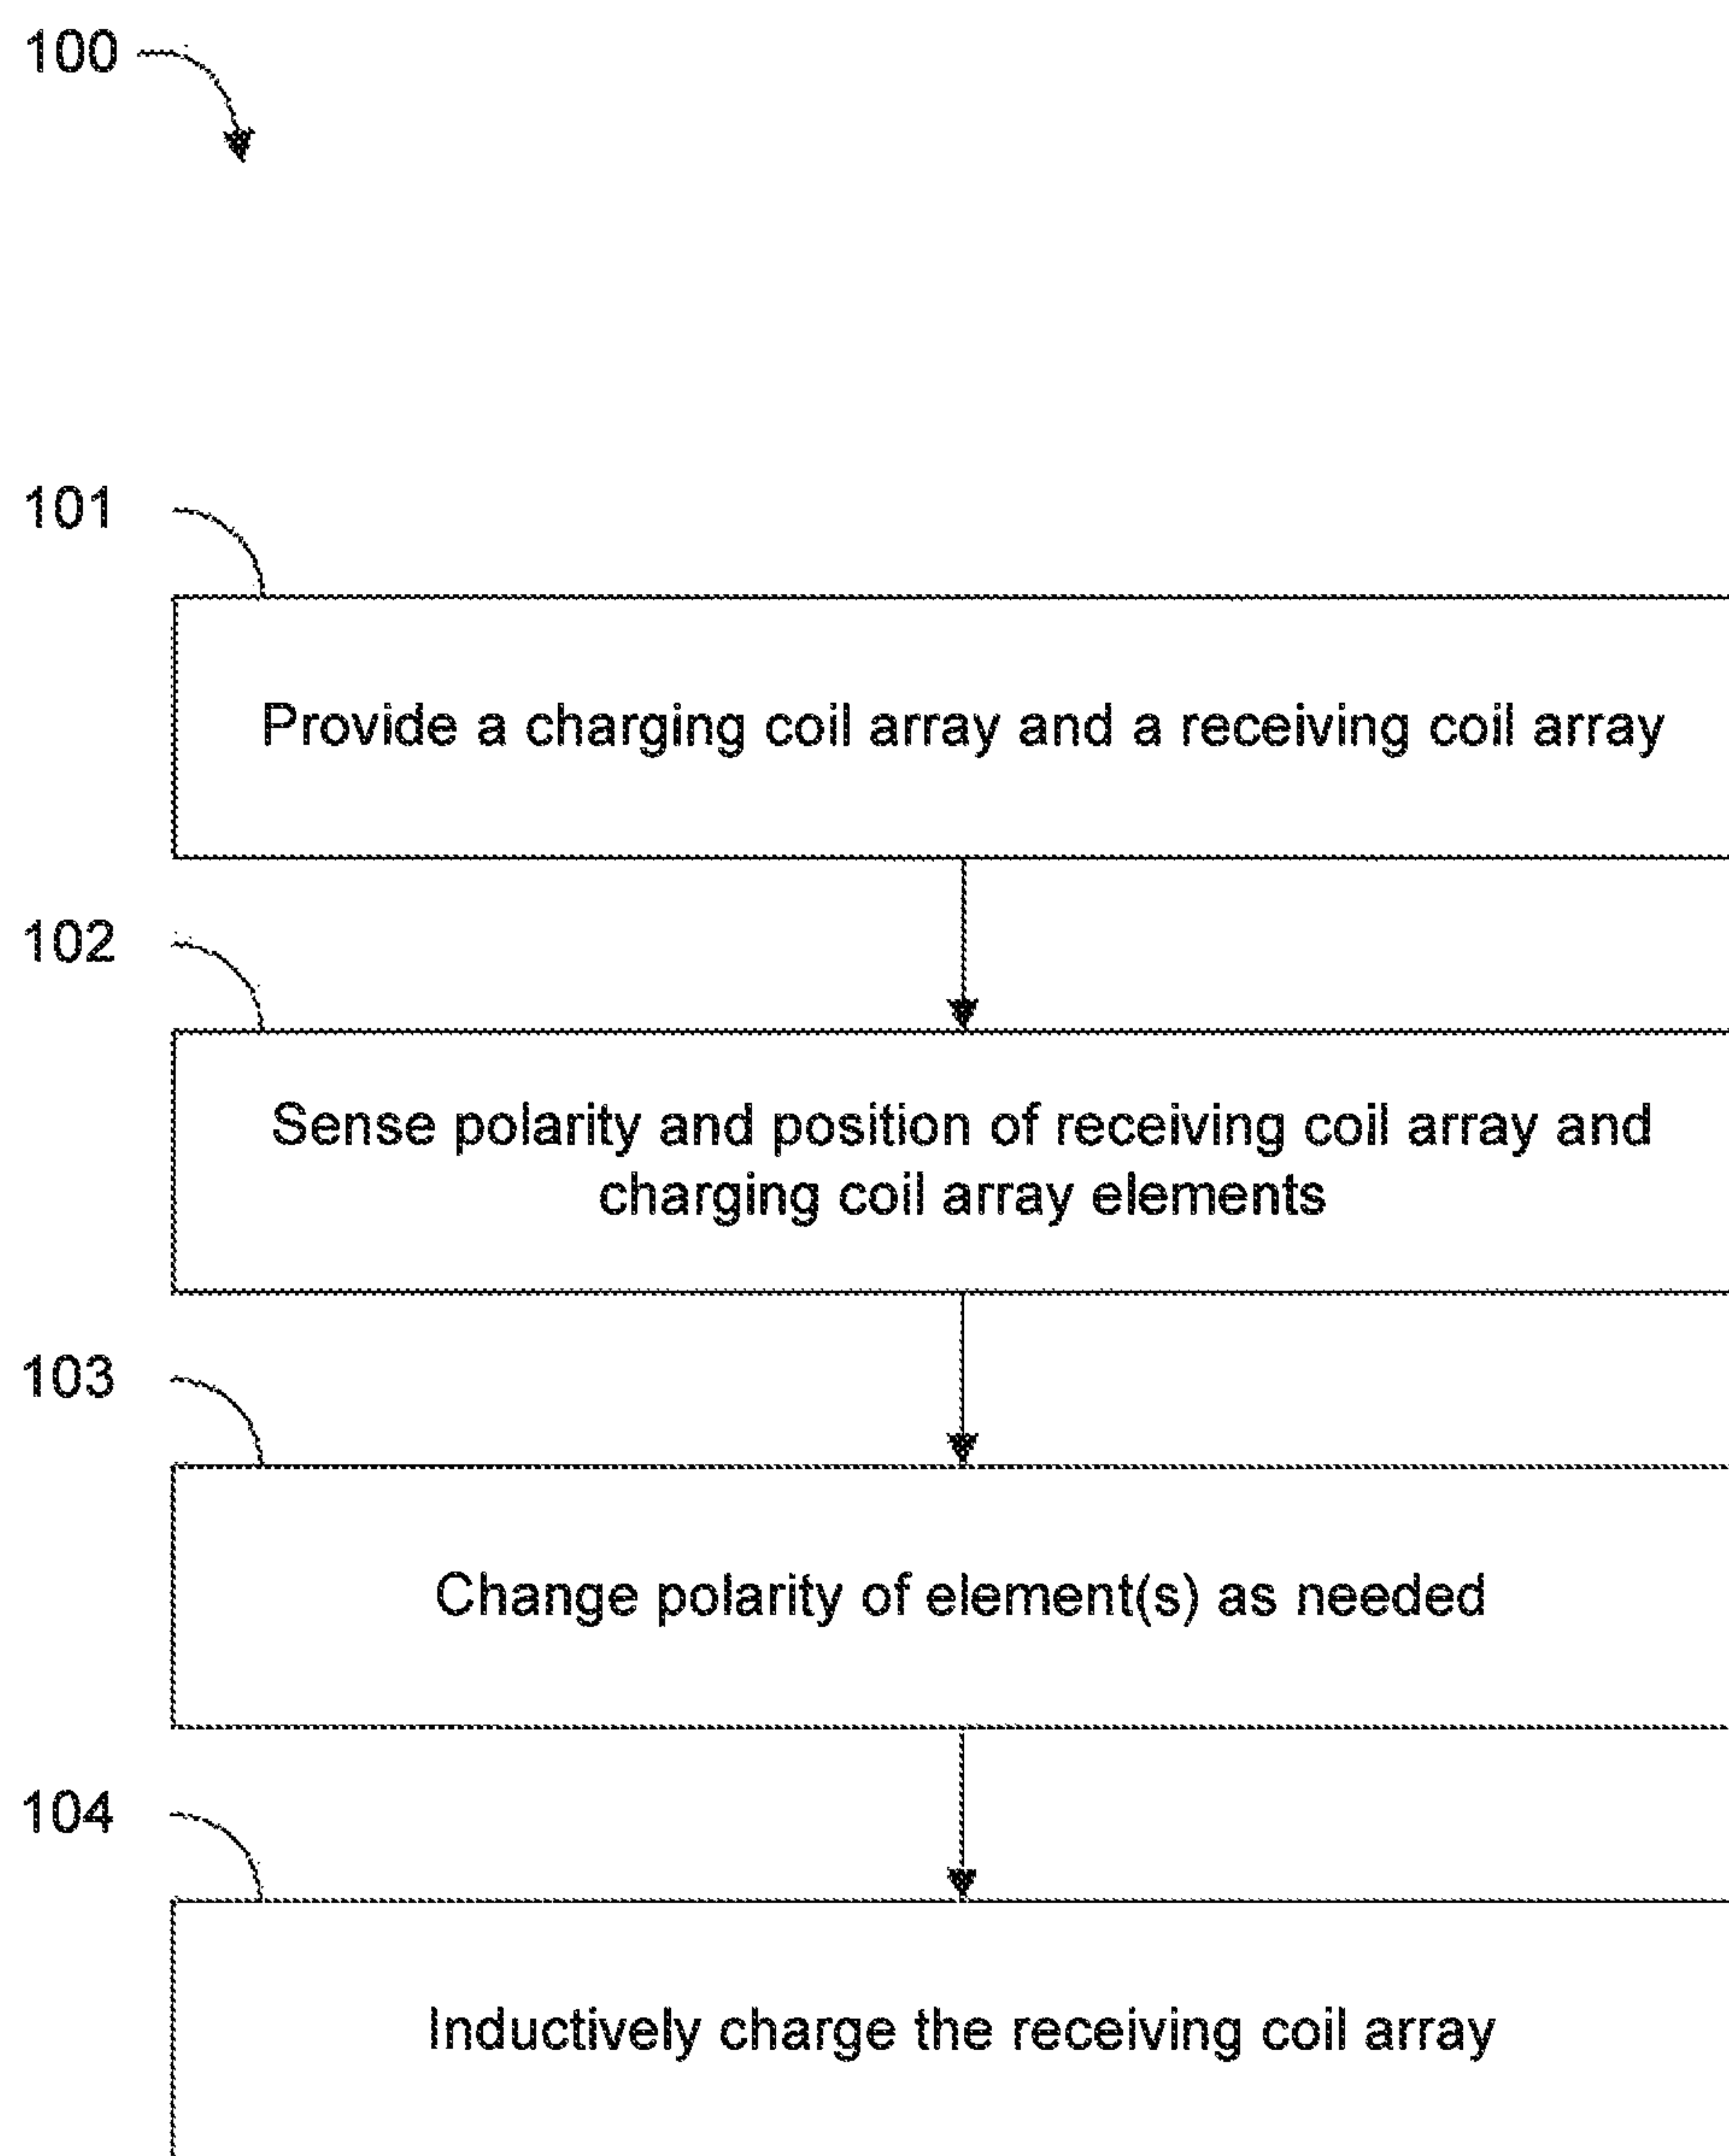 100
101
Provide a charging coil array and a receiving coil array
102
Sense polarity and position of receiving coil array and
charging coil array elements
103
Change polarity of element(s) as needed
104
Inductively charge the receiving coil array